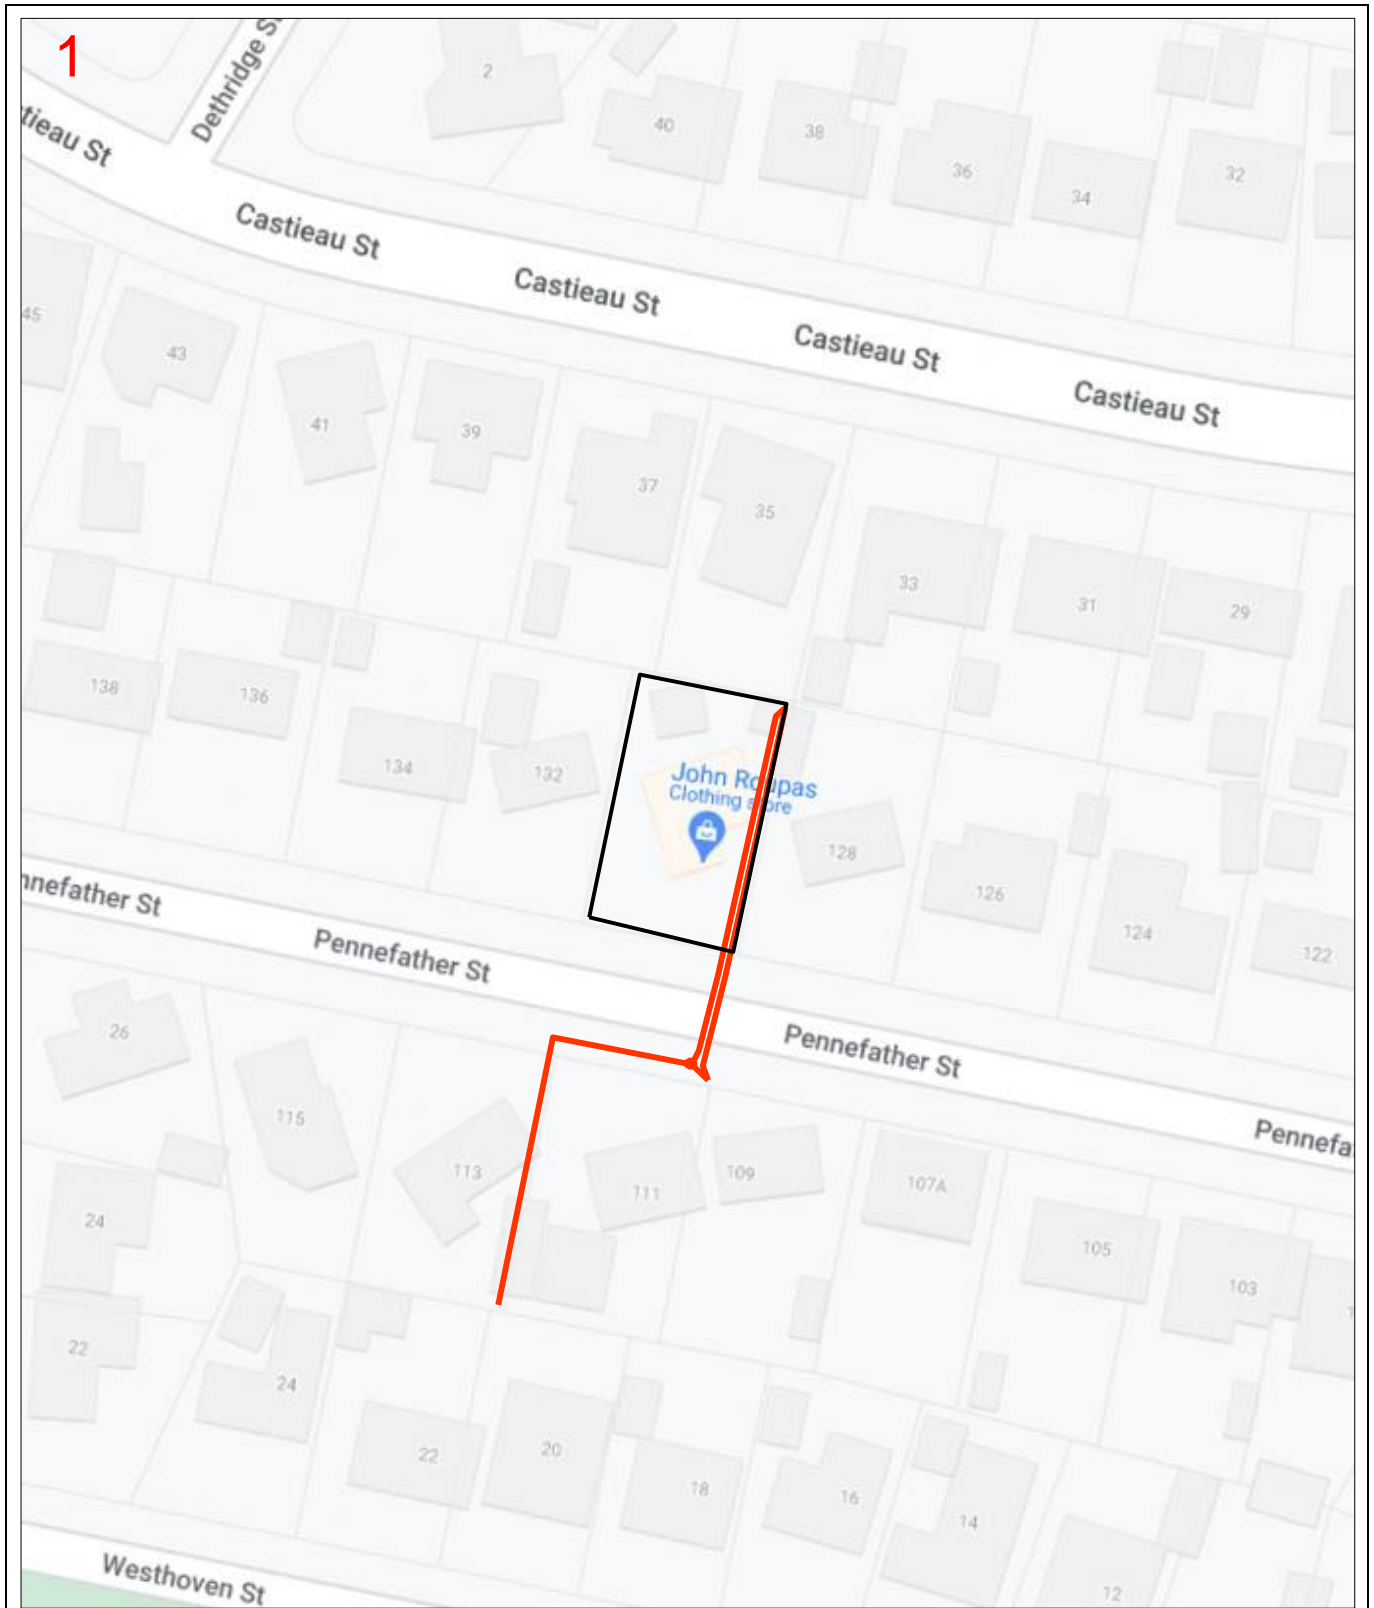 1
Dethridge S
tieau St
Castieau St
Castieau St
Castieau St
Castieau St
2
40
38
36
34
32
45
43
41
39
37
35
33
31
29
138
136
134
132
John Roupas
Clothing store
128
126
124
122
nnefather St
Pennefather St
Pennefather St
Pennefa
26
115
113
111
109
107A
105
103
1
24
22
24
22
20
18
16
14
12
Westhoven St